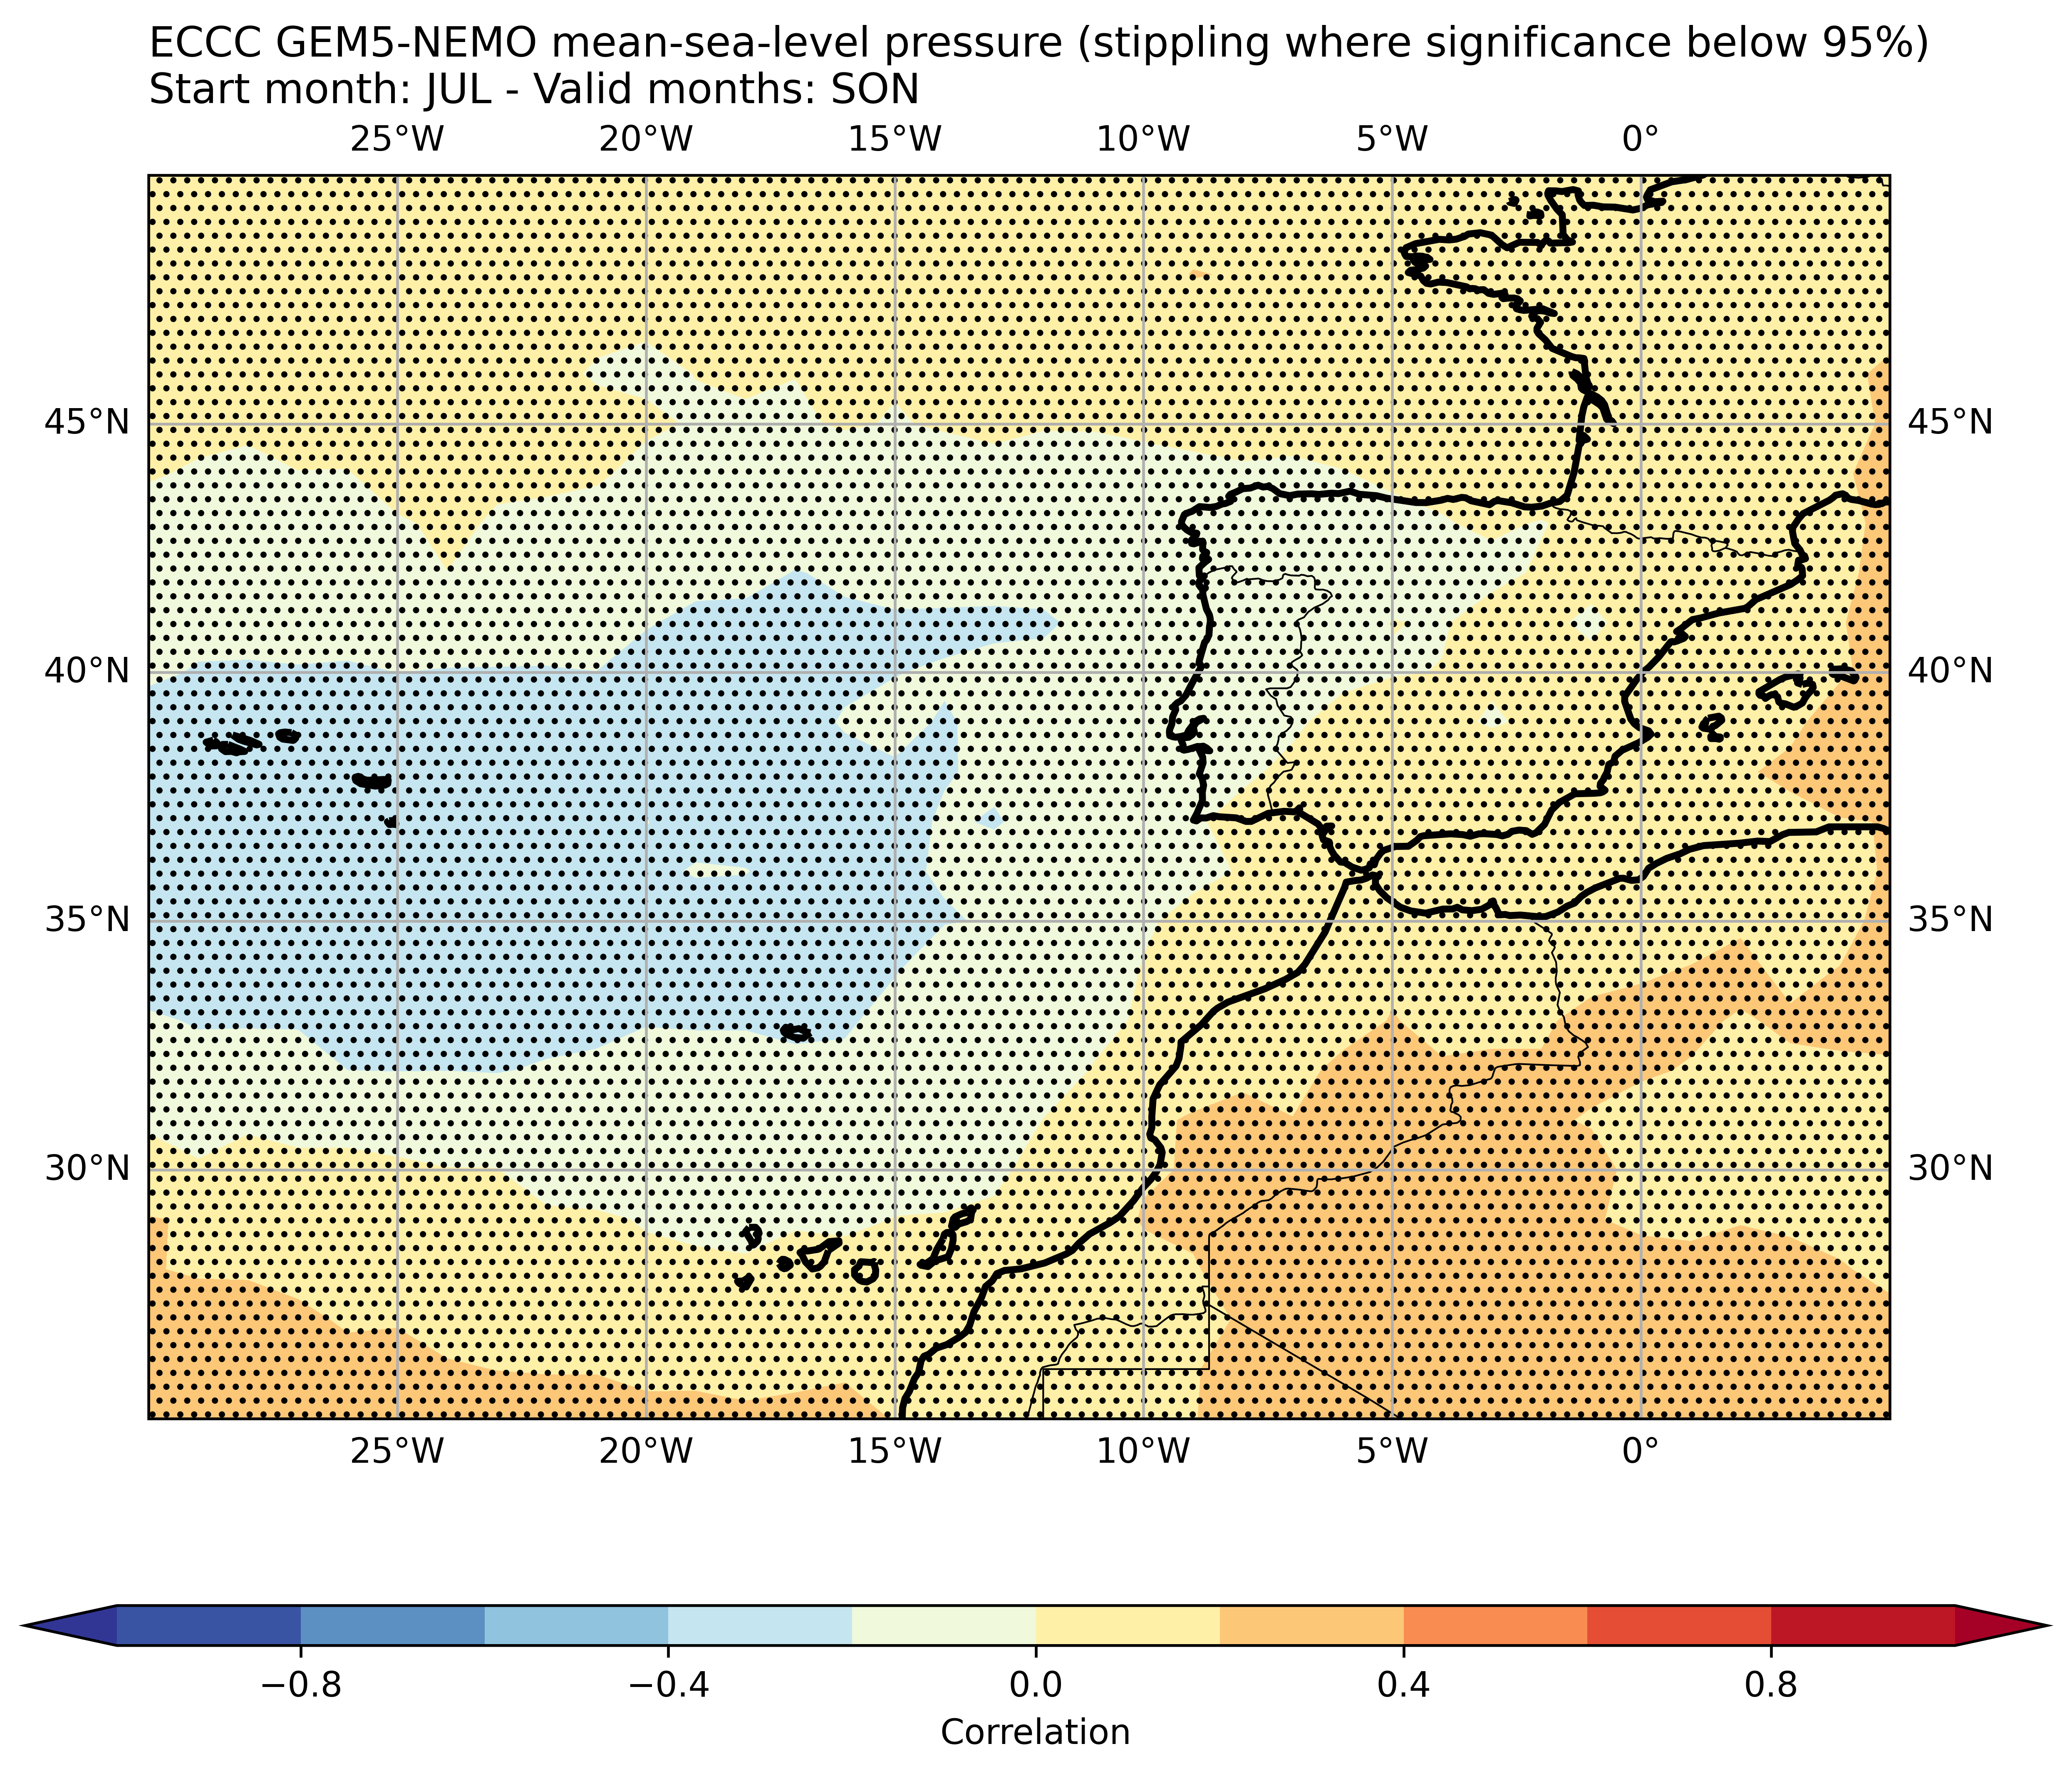 ECCC GEM5-NEMO mean-sea-level pressure (stippling where significance below 95%)
Start month: JUL - Valid months: SON
25°W 20°W 15°W 10°W 5°W 0°
45°N 45°N
40°N 40°N
35°N 35°N
30°N 30°N
25°W 20°W 15°W 10°W 5°W 0°
−0.8 −0.4 0.0 0.4 0.8
Correlation